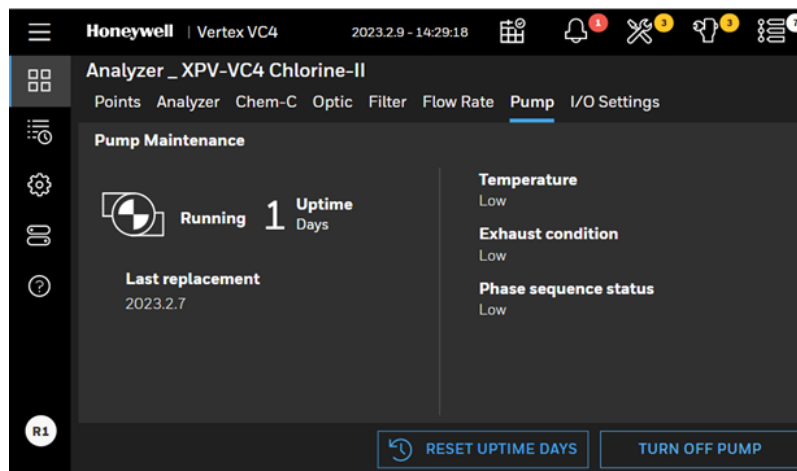 Honeywell | Vertex VC4 2023.2.9 - 14:29:18 1 3 3 7
Analyzer _ XPV-VC4 Chlorine-II
Points Analyzer Chem-C Optic Filter Flow Rate Pump I/O Settings
Pump Maintenance
Running 1 Uptime
Days
Last replacement
2023.2.7
Temperature
Low
Exhaust condition
Low
Phase sequence status
Low
R1
RESET UPTIME DAYS TURN OFF PUMP